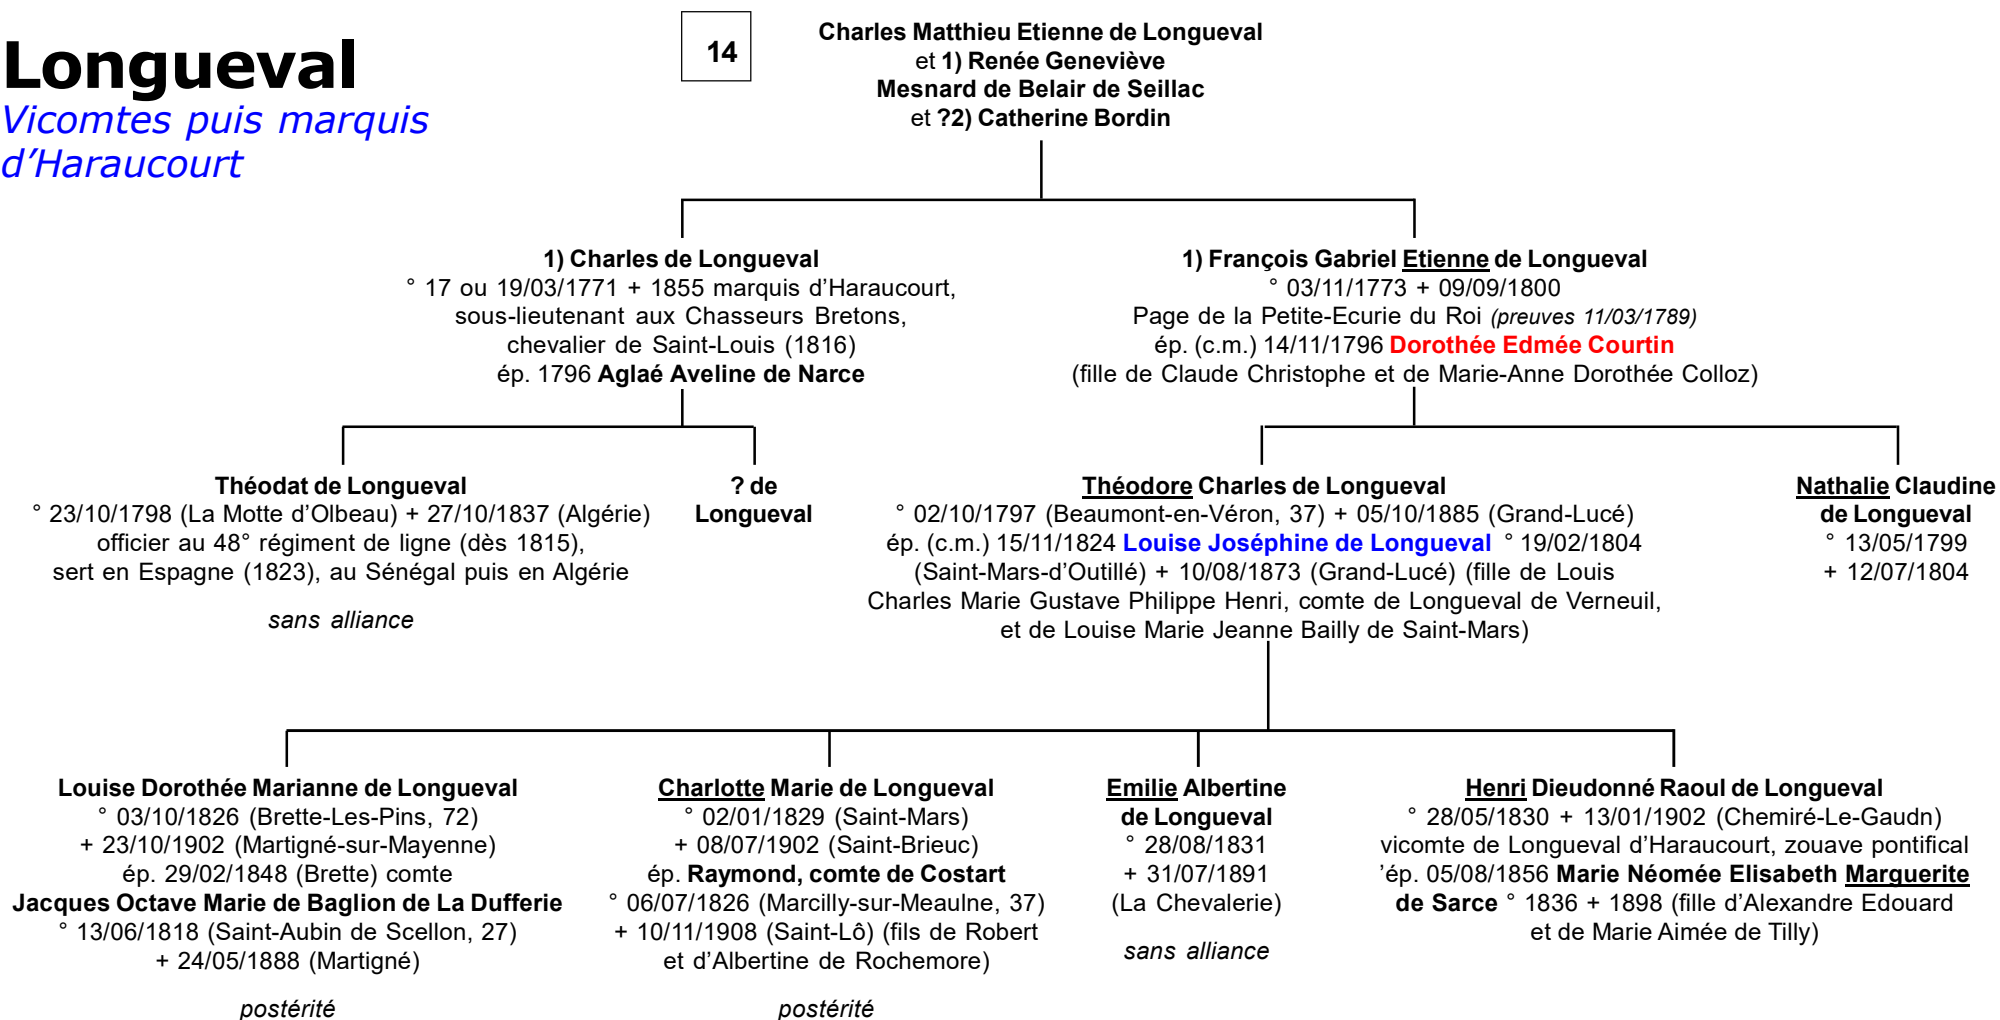 Longueval
Vicomtes puis marquis
d’Haraucourt
14
Charles Matthieu Etienne de Longueval
et 1) Renée Geneviève
Mesnard de Belair de Seillac
et ?2) Catherine Bordin
1) Charles de Longueval
° 17 ou 19/03/1771 + 1855 marquis d’Haraucourt,
sous-lieutenant aux Chasseurs Bretons,
chevalier de Saint-Louis (1816)
ép. 1796 Aglaé Aveline de Narce
1) François Gabriel Etienne de Longueval
° 03/11/1773 + 09/09/1800
Page de la Petite-Ecurie du Roi (preuves 11/03/1789)
ép. (c.m.) 14/11/1796 Dorothée Edmée Courtin
(fille de Claude Christophe et de Marie-Anne Dorothée Colloz)
Théodat de Longueval
° 23/10/1798 (La Motte d’Olbeau) + 27/10/1837 (Algérie)
officier au 48° régiment de ligne (dès 1815),
sert en Espagne (1823), au Sénégal puis en Algérie
sans alliance
? de
Longueval
Théodore Charles de Longueval
° 02/10/1797 (Beaumont-en-Véron, 37) + 05/10/1885 (Grand-Lucé)
ép. (c.m.) 15/11/1824 Louise Joséphine de Longueval ° 19/02/1804
(Saint-Mars-d’Outillé) + 10/08/1873 (Grand-Lucé) (fille de Louis
Charles Marie Gustave Philippe Henri, comte de Longueval de Verneuil,
et de Louise Marie Jeanne Bailly de Saint-Mars)
Nathalie Claudine
de Longueval
° 13/05/1799
+ 12/07/1804
Louise Dorothée Marianne de Longueval
° 03/10/1826 (Brette-Les-Pins, 72)
+ 23/10/1902 (Martigné-sur-Mayenne)
ép. 29/02/1848 (Brette) comte
Jacques Octave Marie de Baglion de La Dufferie
° 13/06/1818 (Saint-Aubin de Scellon, 27)
+ 24/05/1888 (Martigné)
postérité
Charlotte Marie de Longueval
° 02/01/1829 (Saint-Mars)
+ 08/07/1902 (Saint-Brieuc)
ép. Raymond, comte de Costart
° 06/07/1826 (Marcilly-sur-Meaulne, 37)
+ 10/11/1908 (Saint-Lô) (fils de Robert
et d’Albertine de Rochemore)
postérité
Emilie Albertine
de Longueval
° 28/08/1831
+ 31/07/1891
(La Chevalerie)
sans alliance
Henri Dieudonné Raoul de Longueval
° 28/05/1830 + 13/01/1902 (Chemiré-Le-Gaudn)
vicomte de Longueval d’Haraucourt, zouave pontifical
’ép. 05/08/1856 Marie Néomée Elisabeth Marguerite
de Sarce ° 1836 + 1898 (fille d’Alexandre Edouard
et de Marie Aimée de Tilly)